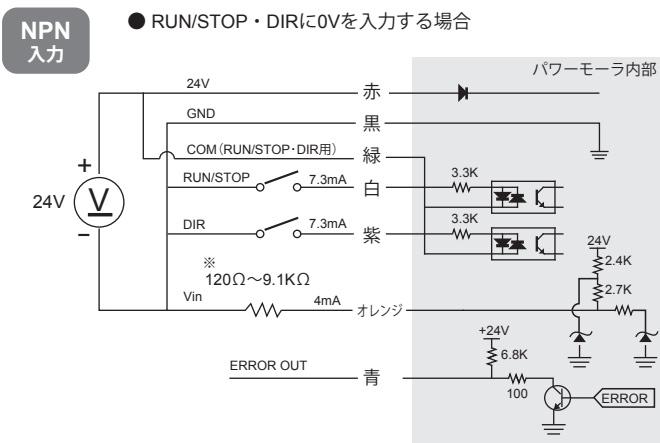 NPN
入力
● RUN/STOP・DIRに0Vを入力する場合
パワーモーラ内部
24V
赤
GND
黒
COM（RUN/STOP・DIR用）
緑
RUN/STOP
7.3mA
白
3.3K
+
24V
V
−
DIR
7.3mA
紫
3.3K
24V
2.4K
2.7K
※
120Ω～9.1KΩ
Vin
4mA
オレンジ
+24V
6.8K
ERROR OUT
青
100
ERROR